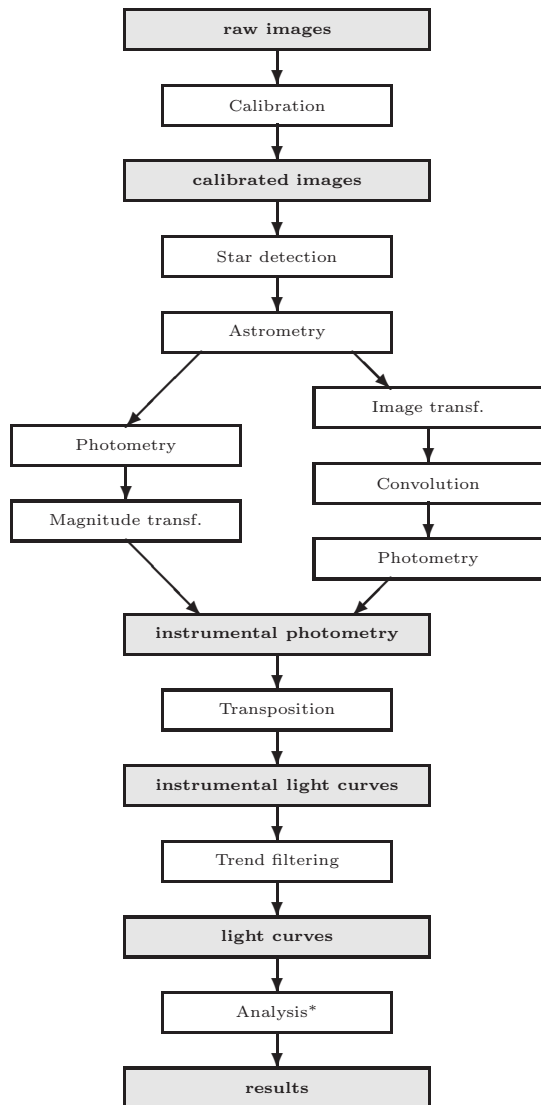 raw images
Calibration
calibrated images
Star detection
Astrometry
Photometry
Magnitude transf.
Image transf.
Convolution
Photometry
instrumental photometry
Transposition
instrumental light curves
Trend filtering
light curves
Analysis*
results